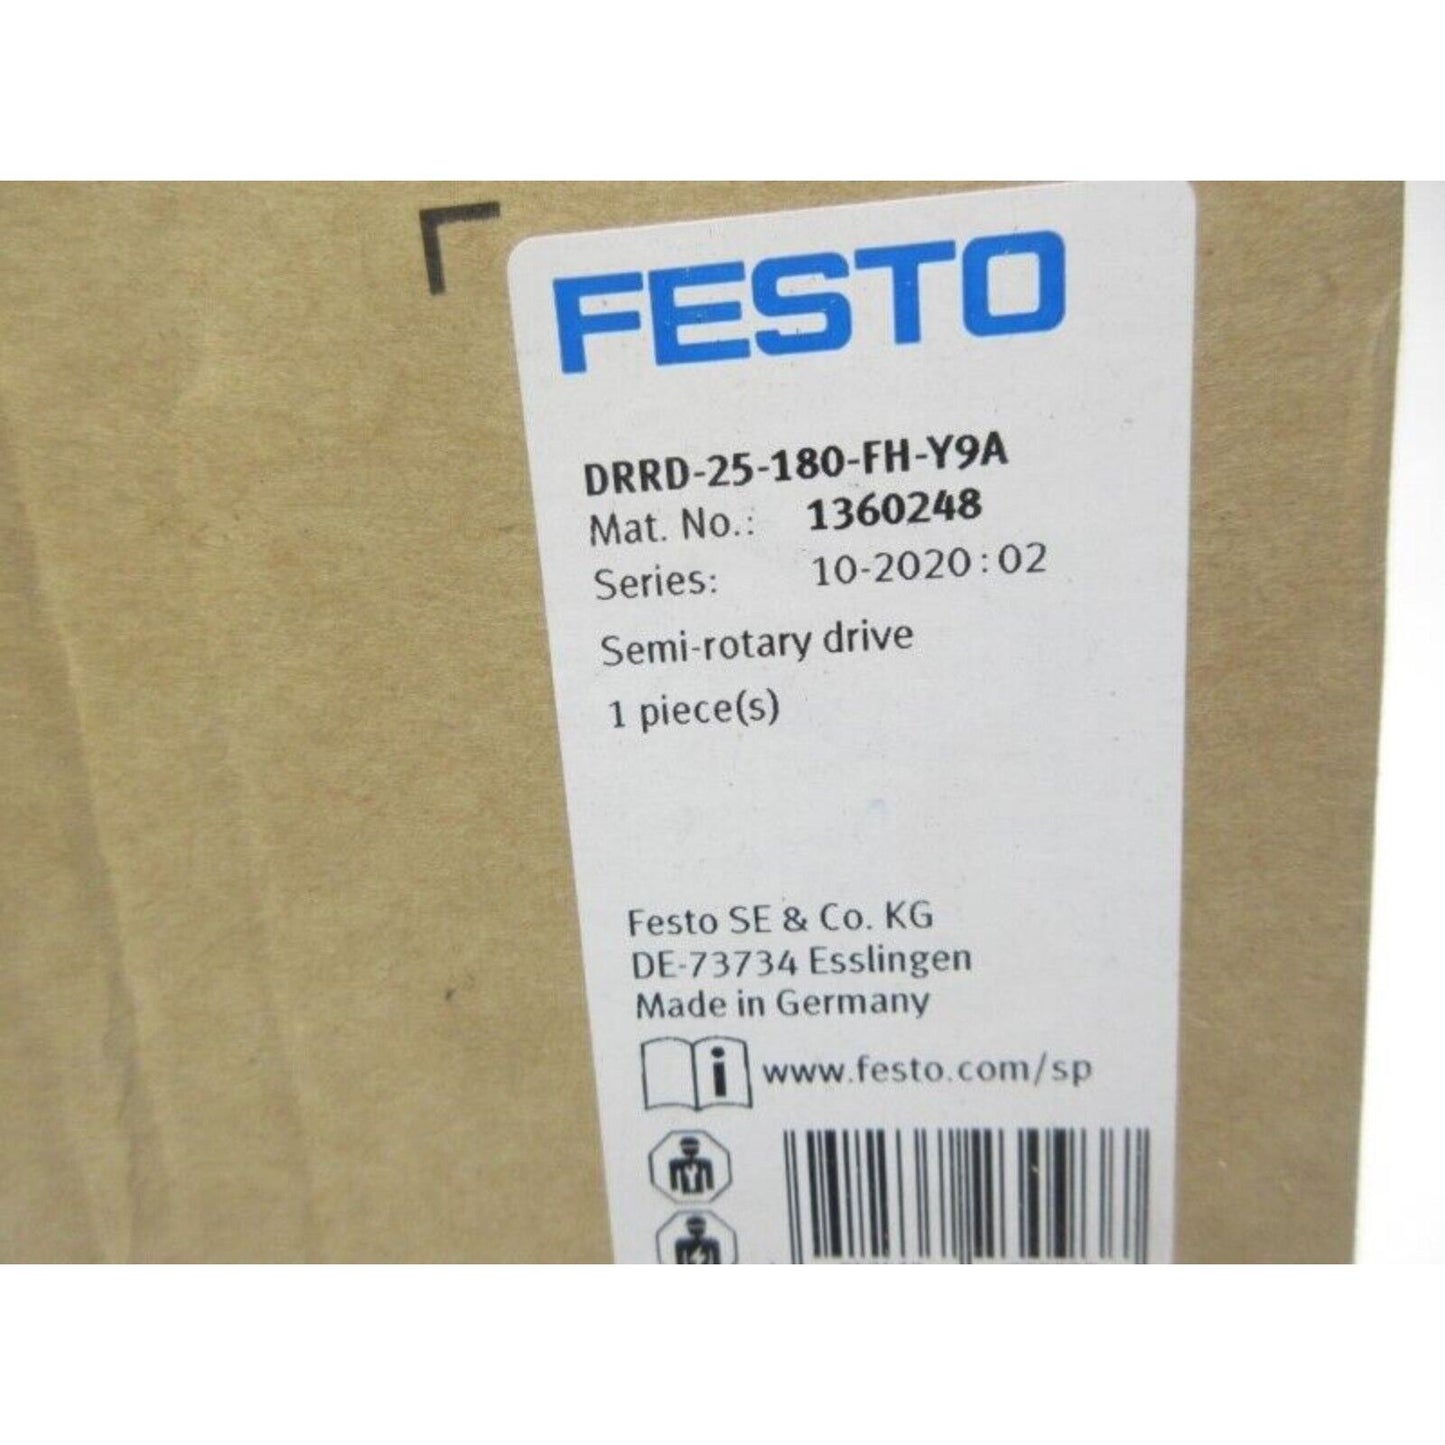 FESTO
DRRD-25-180-FH-Y9A
Mat. No.: 1360248
Series: 10-2020:02
Semi-rotary drive
1 piece(s)
Festo SE & Co. KG
DE-73734 Esslingen
Made in Germany
i www.festo.com/sp